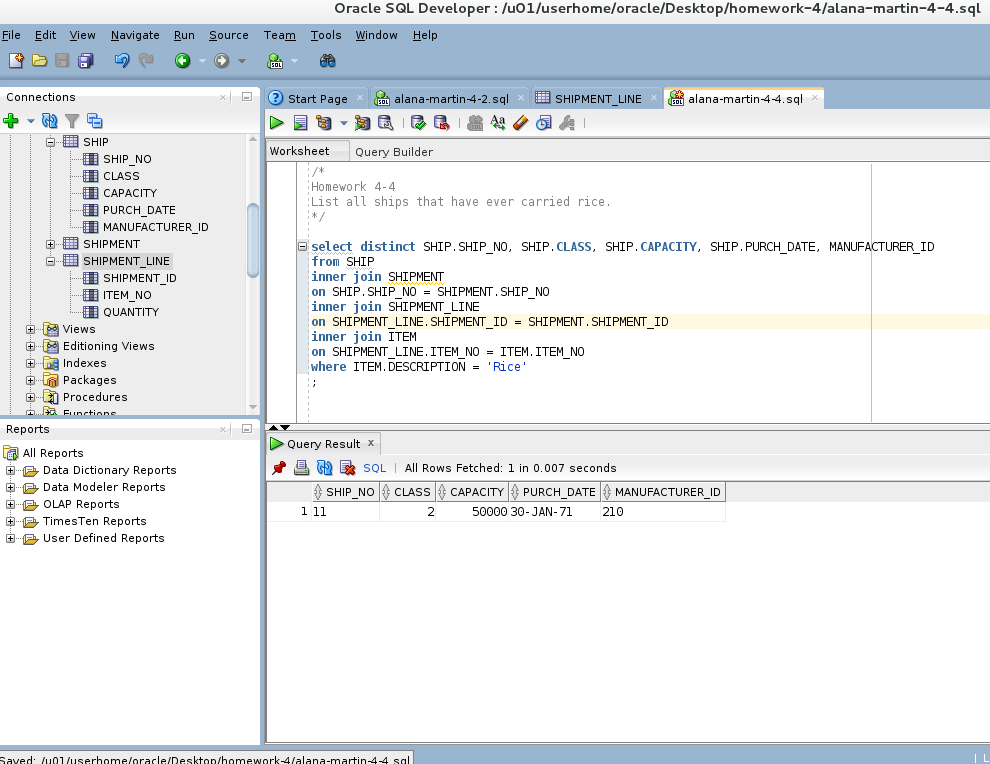 Oracle SQL Developer : /u01/userhome/oracle/Desktop/homework-4/alana-martin-4-4.sql
File Edit View Navigate Run Source Team Tools Window Help
Connections
SHIP
SHIP_NO
CLASS
CAPACITY
PURCH_DATE
MANUFACTURER_ID
SHIPMENT
SHIPMENT_LINE
SHIPMENT_ID
ITEM_NO
QUANTITY
Views
Editioning Views
Indexes
Packages
Procedures
Functions
Reports
All Reports
Data Dictionary Reports
Data Modeler Reports
OLAP Reports
TimesTen Reports
User Defined Reports
Start Page alana-martin-4-2.sql SHIPMENT_LINE alana-martin-4-4.sql
Worksheet Query Builder
/*
Homework 4-4
List all ships that have ever carried rice.
*/
select distinct SHIP.SHIP_NO, SHIP.CLASS, SHIP.CAPACITY, SHIP.PURCH_DATE, MANUFACTURER_ID
from SHIP
inner join SHIPMENT
on SHIP.SHIP_NO = SHIPMENT.SHIP_NO
inner join SHIPMENT_LINE
on SHIPMENT_LINE.SHIPMENT_ID = SHIPMENT.SHIPMENT_ID
inner join ITEM
on SHIPMENT_LINE.ITEM_NO = ITEM.ITEM_NO
where ITEM.DESCRIPTION = 'Rice'
;
Query Result x
SQL | All Rows Fetched: 1 in 0.007 seconds
SHIP_NO CLASS CAPACITY PURCH_DATE MANUFACTURER_ID
1 11 2 50000 30-JAN-71 210
Saved: /u01/userhome/oracle/Desktop/homework-4/alana-martin-4-4.sql